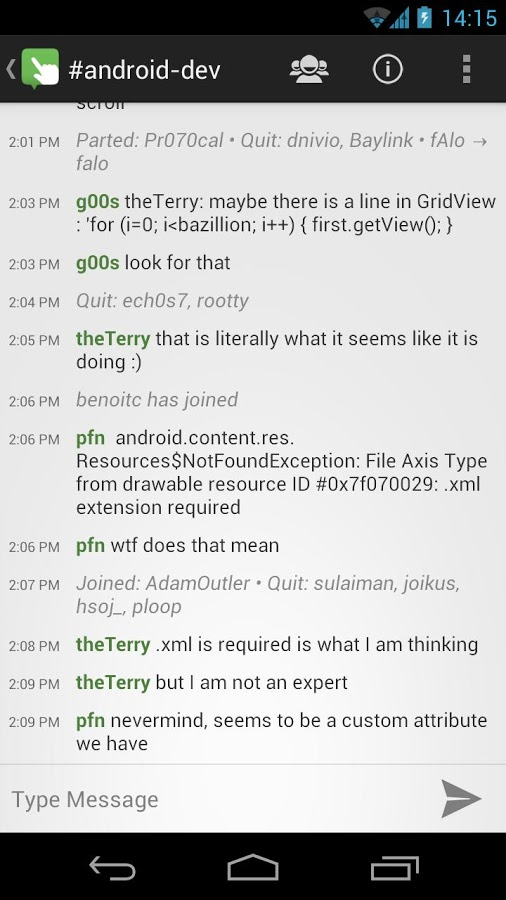 14:15
#android-dev
scroll
2:01 PM Parted: Pr070cal • Quit: dnivio, Baylink • fAlo →
falo
2:03 PM g00s theTerry: maybe there is a line in GridView
: 'for (i=0; i<bazillion; i++) { first.getView(); }
2:03 PM g00s look for that
2:04 PM Quit: ech0s7, rootty
2:05 PM theTerry that is literally what it seems like it is
doing :)
2:06 PM benoitc has joined
2:06 PM pfn  android.content.res.
Resources$NotFoundException: File Axis Type
from drawable resource ID #0x7f070029: .xml
extension required
2:06 PM pfn wtf does that mean
2:07 PM Joined: AdamOutler • Quit: sulaiman, joikus,
hsoj_, ploop
2:08 PM theTerry .xml is required is what I am thinking
2:09 PM theTerry but I am not an expert
2:09 PM pfn nevermind, seems to be a custom attribute
we have
Type Message